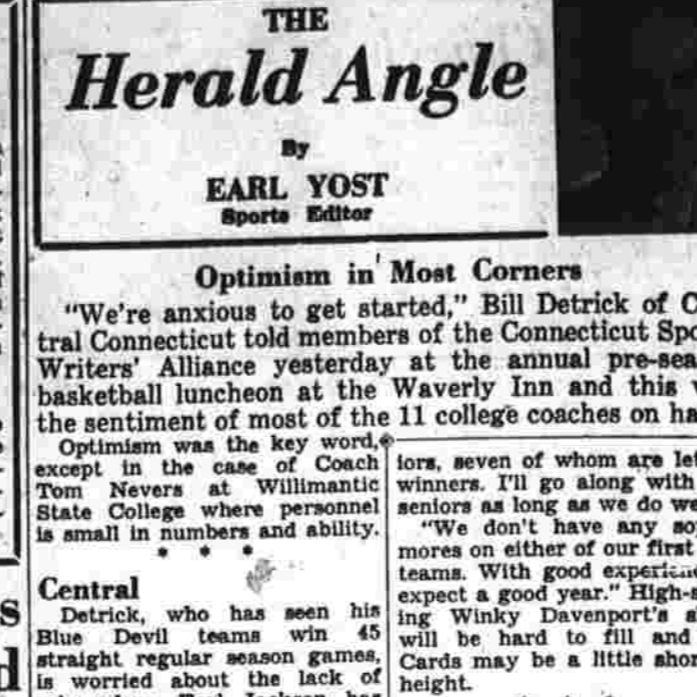 THE
Herald Angle
By
EARL YOST
Sports Editor
Optimism in Most Corners
"We're anxious to get started," Bill Detrick of
tral Connecticut told members of the Connecticut
Writers' Alliance yesterday at the annual
basketball luncheon at the Waverly Inn and this
the sentiment of most of the 11 college coaches on
Optimism was the key word,
except in the case of Coach
Tom Nevers at Willimantic
State College where personnel
is small in numbers and ability.
* * *
Central
Detrick, who has seen his
Blue Devil teams win 45
straight regular season games,
is worried about the lack of
iors, seven of whom are
winners. I'll go along with
seniors as long as we do
"We don't have any
mores on either of our first
teams. With good
expect a good year."
ing Winky Davenport's
will be hard to fill and
Cards may be a little
height.